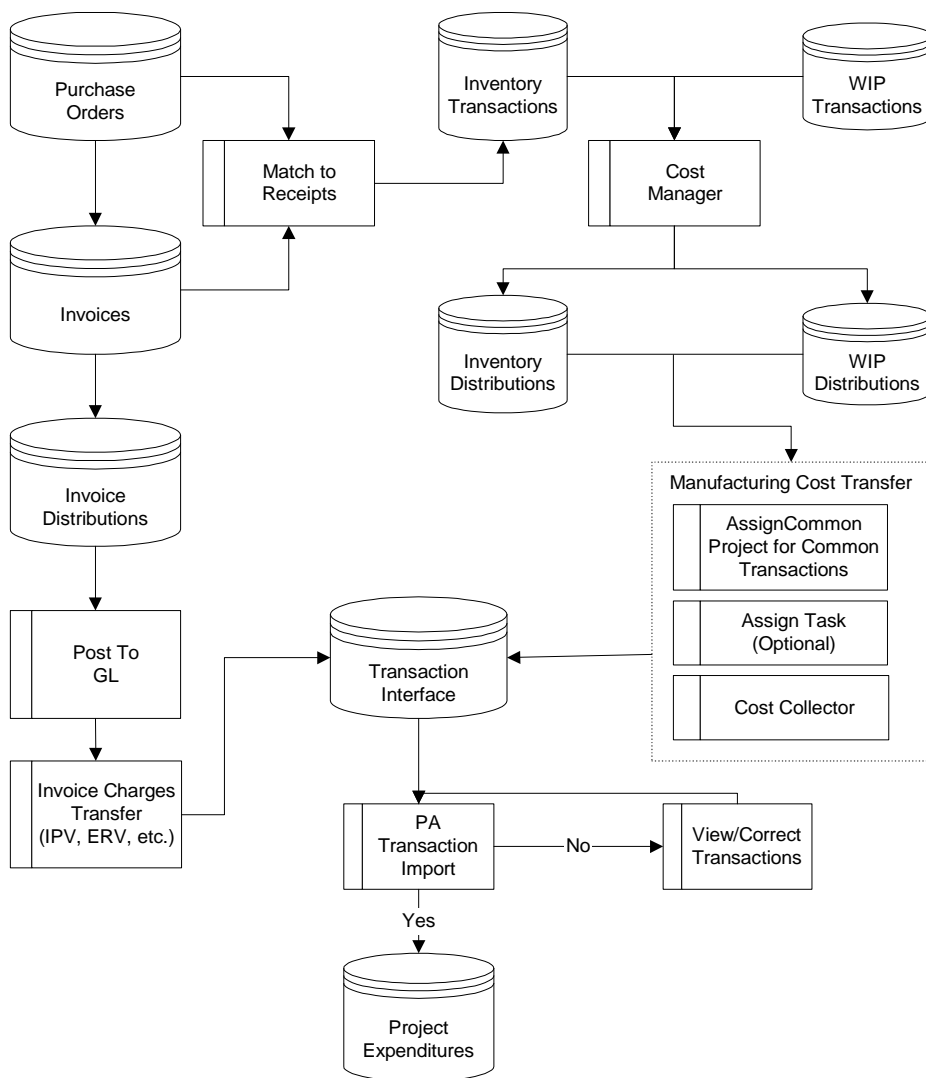 Purchase
Orders
Match to
Receipts
Inventory
Transactions
WIP
Transactions
Cost
Manager
Invoices
Inventory
Distributions
WIP
Distributions
Invoice
Distributions
Manufacturing Cost Transfer
AssignCommon
Project for Common
Transactions
Assign Task
(Optional)
Cost Collector
Post To
GL
Transaction
Interface
Invoice Charges
Transfer
(IPV, ERV, etc.)
PA
Transaction
Import
No
View/Correct
Transactions
Yes
Project
Expenditures